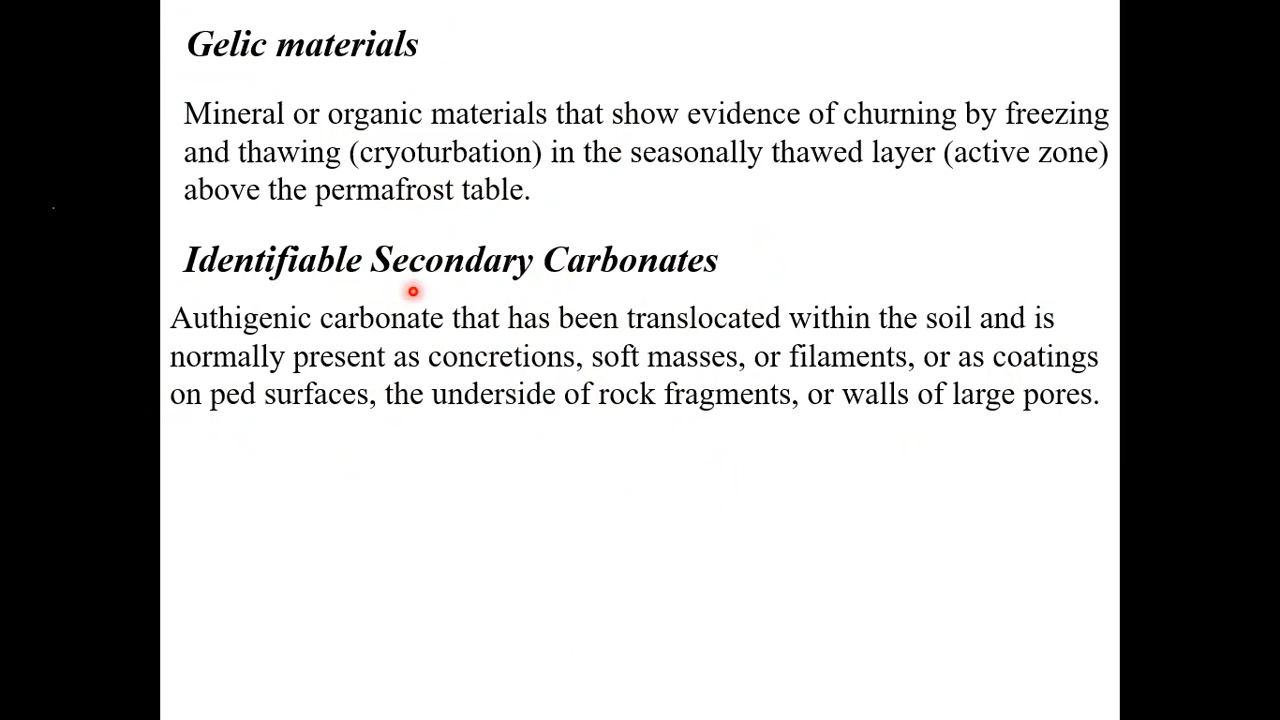 Gelic materials
Mineral or organic materials that show evidence of churning by freezing
and thawing (cryoturbation) in the seasonally thawed layer (active zone)
above the permafrost table.
Identifiable Secondary Carbonates
Authigenic carbonate that has been translocated within the soil and is
normally present as concretions, soft masses, or filaments, or as coatings
on ped surfaces, the underside of rock fragments, or walls of large pores.